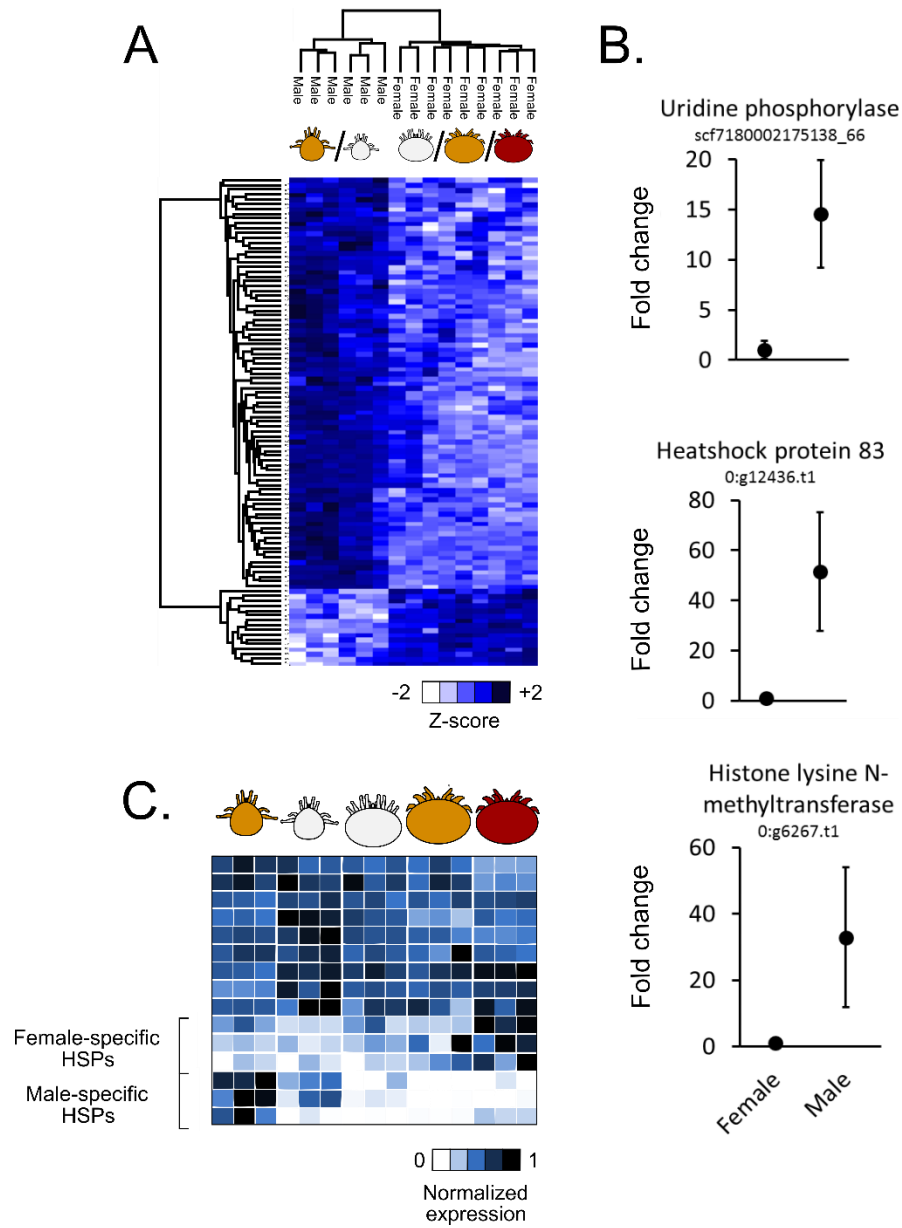 A
Male
Male
Male
Male
Male
Male
Female
Female
Female
Female
Female
Female
Female
Female
Female
-2
+2
Z-score
B.
Uridine phosphorylase
scf7180002175138_66
Fold change
20
15
10
5
0
Heatshock protein 83
0:g12436.t1
Fold change
80
60
40
20
0
Histone lysine N-
methyltransferase
0:g6267.t1
Fold change
60
40
20
0
Female
Male
C.
Female-specific
HSPs
Male-specific
HSPs
0
1
Normalized
expression